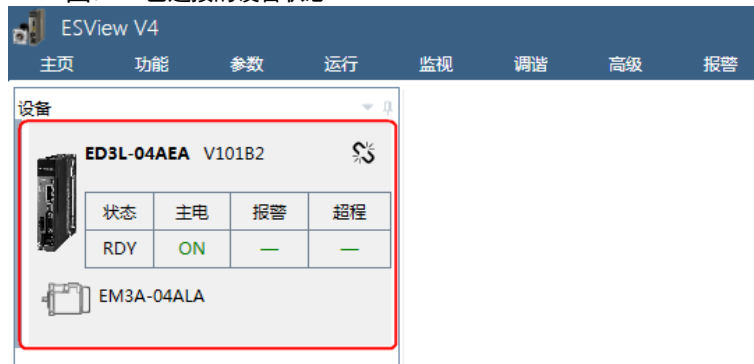 ESView V4
主页 功能 参数 运行 监视 调谐 高级 报警
设备
ED3L-04AEA V101B2
状态 主电 报警 超程
RDY ON — —
EM3A-04ALA